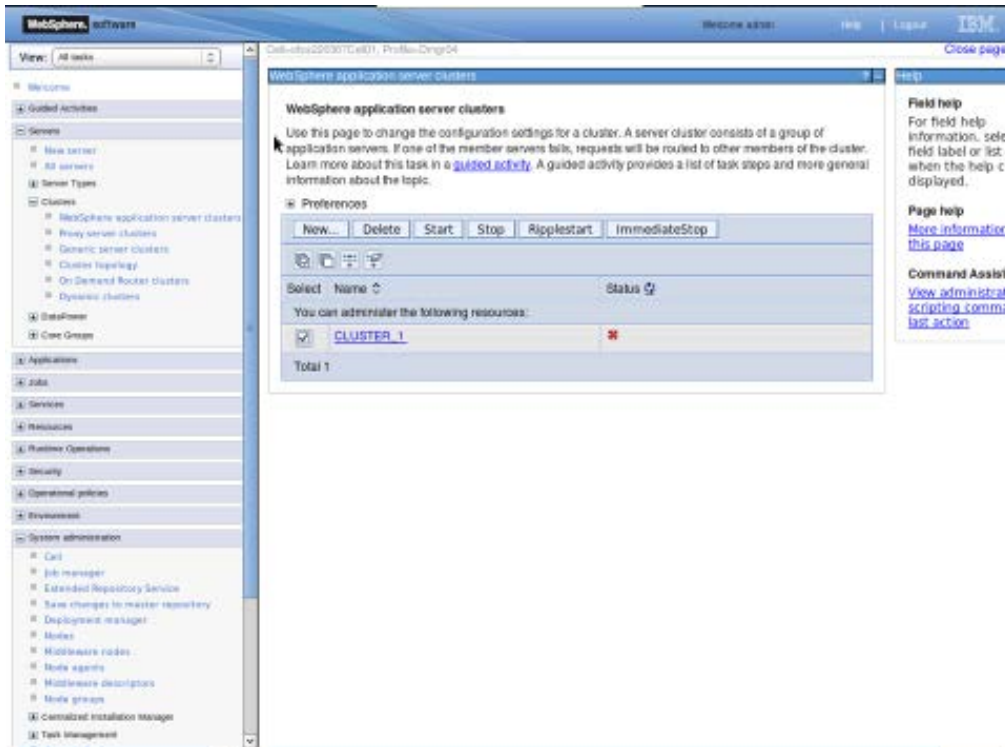 WebSphere. software
Welcome admin
Help | Logout
IBM.
View: All tasks
Welcome
Guided Activities
Servers
New server
All servers
Server Types
Clusters
WebSphere application server clusters
Proxy server clusters
Generic server clusters
Cluster topology
On Demand Router clusters
Dynamic clusters
DataPower
Core Groups
Applications
Jobs
Services
Resources
Runtime Operations
Security
Operational policies
Environment
System administration
Cell
Job manager
Extended Repository Service
Save changes to master repository
Deployment manager
Nodes
Middleware nodes
Node agents
Middleware descriptors
Node groups
Centralized Installation Manager
Task Management
Close page
WebSphere application server clusters
? -
WebSphere application server clusters
Use this page to change the configuration settings for a cluster. A server cluster consists of a group of
application servers. If one of the member servers fails, requests will be routed to other members of the cluster.
Learn more about this task in a guided activity. A guided activity provides a list of task steps and more general
information about the topic.
Preferences
New... Delete Start Stop Ripplestart ImmediateStop
Select Name Status
You can administer the following resources:
CLUSTER_1
Total 1
Help
Field help
For field help
information, sele
field label or list
when the help c
displayed.
Page help
More information
this page
Command Assist
View administrat
scripting comma
last action